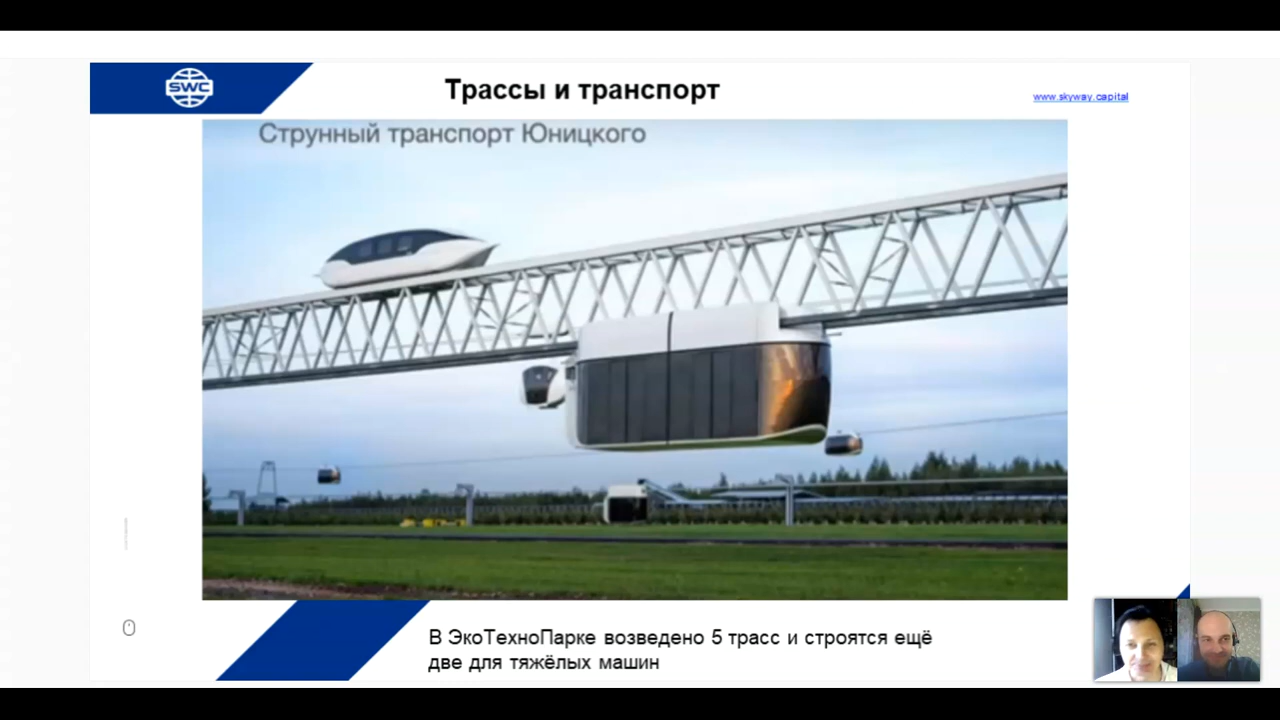 SWC
Трассы и транспорт
www.skyway.capital
Струнный транспорт Юницкого
В ЭкоТехноПарке возведено 5 трасс и строятся ещё
две для тяжёлых машин